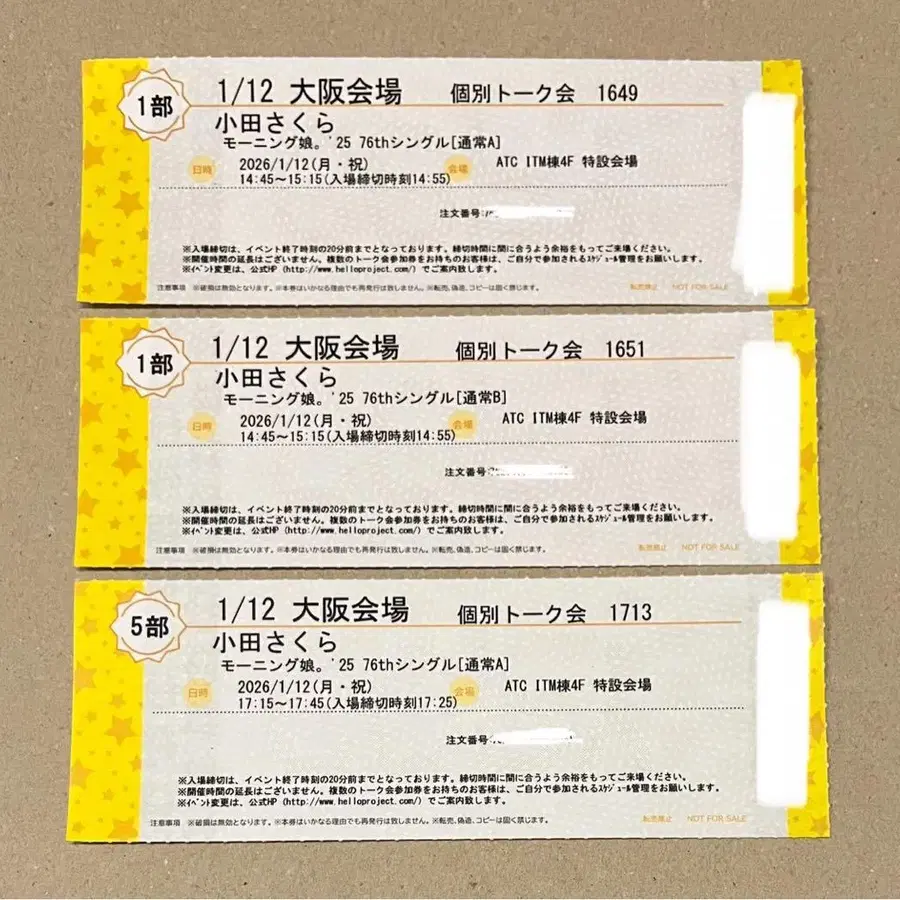 1部
1/12 大阪会場 個別トーク会 1649
小田さくら
モーニング娘。'25 76thシングル[通常A]
日時 2026/1/12(月・祝) 会場 ATC ITM棟4F 特設会場
14:45～15:15(入場締切時刻14:55)
注文番号:
※入場締切は、イベント終了時刻の20分前までとなっております。締切時間に間に合うよう余裕をもってご来場ください。
※開催時間の延長はございません。複数のトーク会参加券をお持ちのお客様は、ご自分で参加されるスケジュール管理をお願いします。
※イベント変更は、公式HP (http://www.helloproject.com/) でご案内致します。
注意事項 ※破損は無効となります。※本券はいかなる理由でも再発行は致しません。※転売、偽造、コピーは固く禁じます。 転売禁止 NOT FOR SALE
1部
1/12 大阪会場 個別トーク会 1651
小田さくら
モーニング娘。'25 76thシングル[通常B]
日時 2026/1/12(月・祝) 会場 ATC ITM棟4F 特設会場
14:45～15:15(入場締切時刻14:55)
注文番号:
※入場締切は、イベント終了時刻の20分前までとなっております。締切時間に間に合うよう余裕をもってご来場ください。
※開催時間の延長はございません。複数のトーク会参加券をお持ちのお客様は、ご自分で参加されるスケジュール管理をお願いします。
※イベント変更は、公式HP (http://www.helloproject.com/) でご案内致します。
注意事項 ※破損は無効となります。※本券はいかなる理由でも再発行は致しません。※転売、偽造、コピーは固く禁じます。 転売禁止 NOT FOR SALE
5部
1/12 大阪会場 個別トーク会 1713
小田さくら
モーニング娘。'25 76thシングル[通常A]
日時 2026/1/12(月・祝) 会場 ATC ITM棟4F 特設会場
17:15～17:45(入場締切時刻17:25)
注文番号:
※入場締切は、イベント終了時刻の20分前までとなっております。締切時間に間に合うよう余裕をもってご来場ください。
※開催時間の延長はございません。複数のトーク会参加券をお持ちのお客様は、ご自分で参加されるスケジュール管理をお願いします。
※イベント変更は、公式HP (http://www.helloproject.com/) でご案内致します。
注意事項 ※破損は無効となります。※本券はいかなる理由でも再発行は致しません。※転売、偽造、コピーは固く禁じます。 転売禁止 NOT FOR SALE